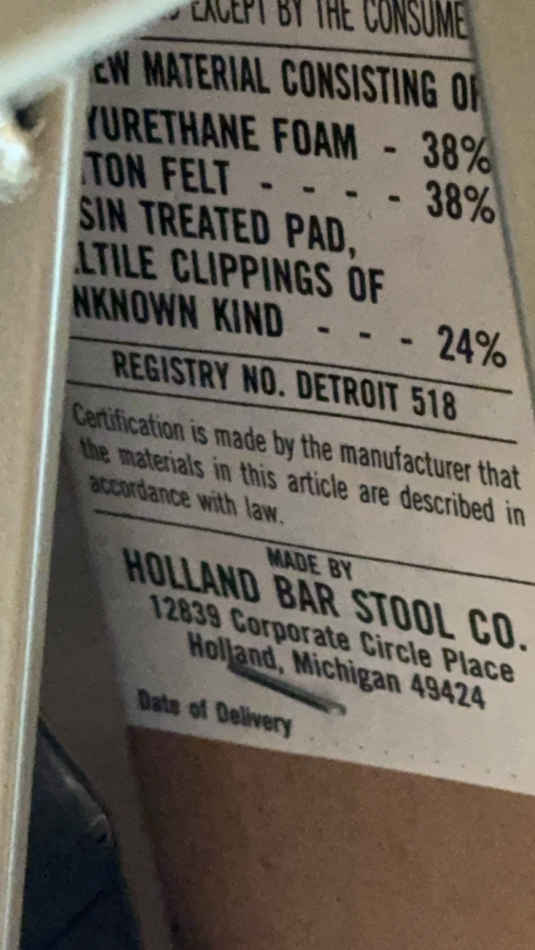 EXCEPT BY THE CONSUME
EW MATERIAL CONSISTING OF
YURETHANE FOAM - 38%
TON FELT - - - - 38%
SIN TREATED PAD,
LTILE CLIPPINGS OF
NKNOWN KIND - - - 24%
REGISTRY NO. DETROIT 518
Certification is made by the manufacturer that
the materials in this article are described in
accordance with law.
MADE BY
HOLLAND BAR STOOL CO.
12839 Corporate Circle Place
Holland, Michigan 49424
Date of Delivery